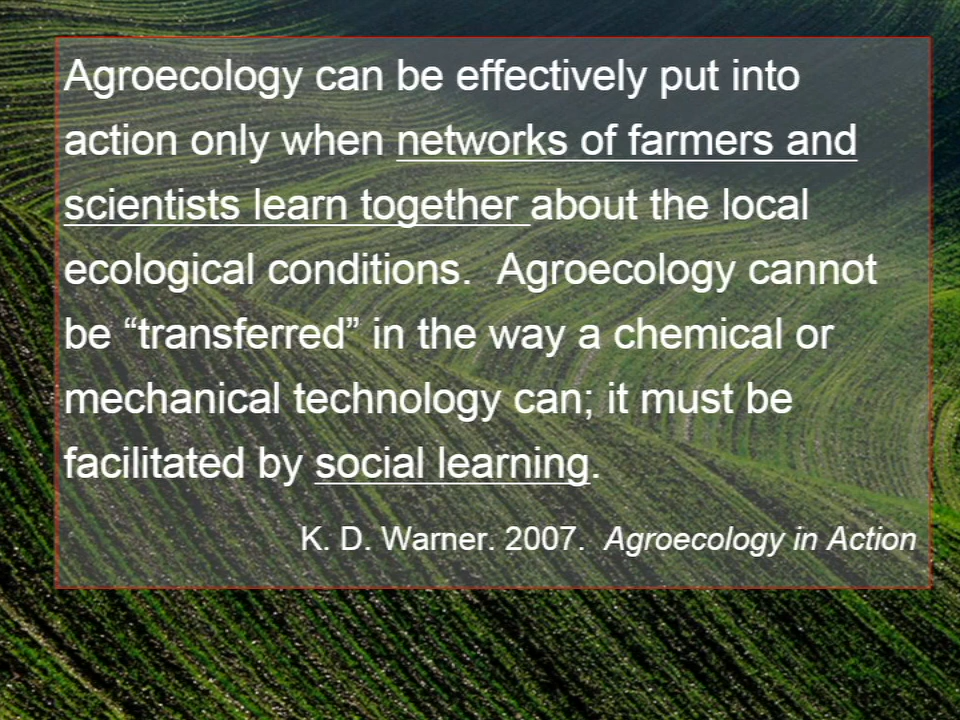 Agroecology can be effectively put into
action only when networks of farmers and
scientists learn together about the local
ecological conditions.  Agroecology cannot
be “transferred” in the way a chemical or
mechanical technology can; it must be
facilitated by social learning.
K. D. Warner. 2007.  Agroecology in Action